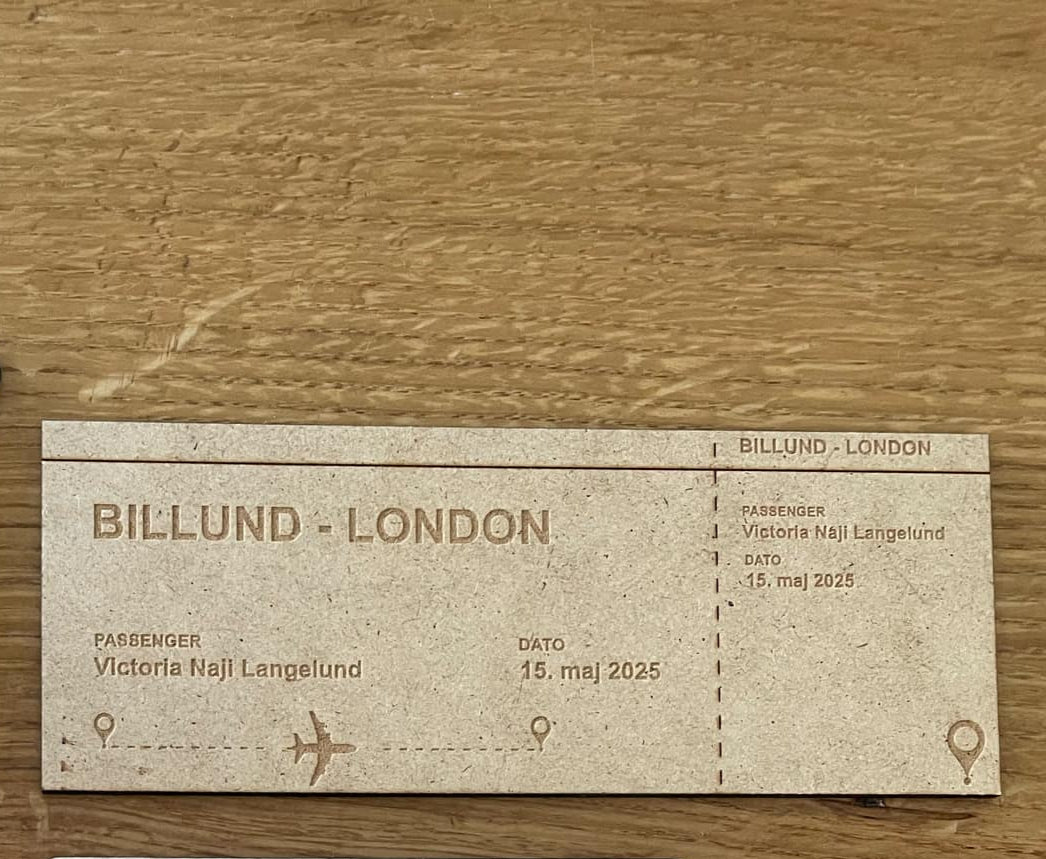 BILLUND - LONDON
PASSENGER
Victoria Naji Langelund
DATO
15. maj 2025
BILLUND - LONDON
PASSENGER
Victoria Naji Langelund
DATO
15. maj 2025